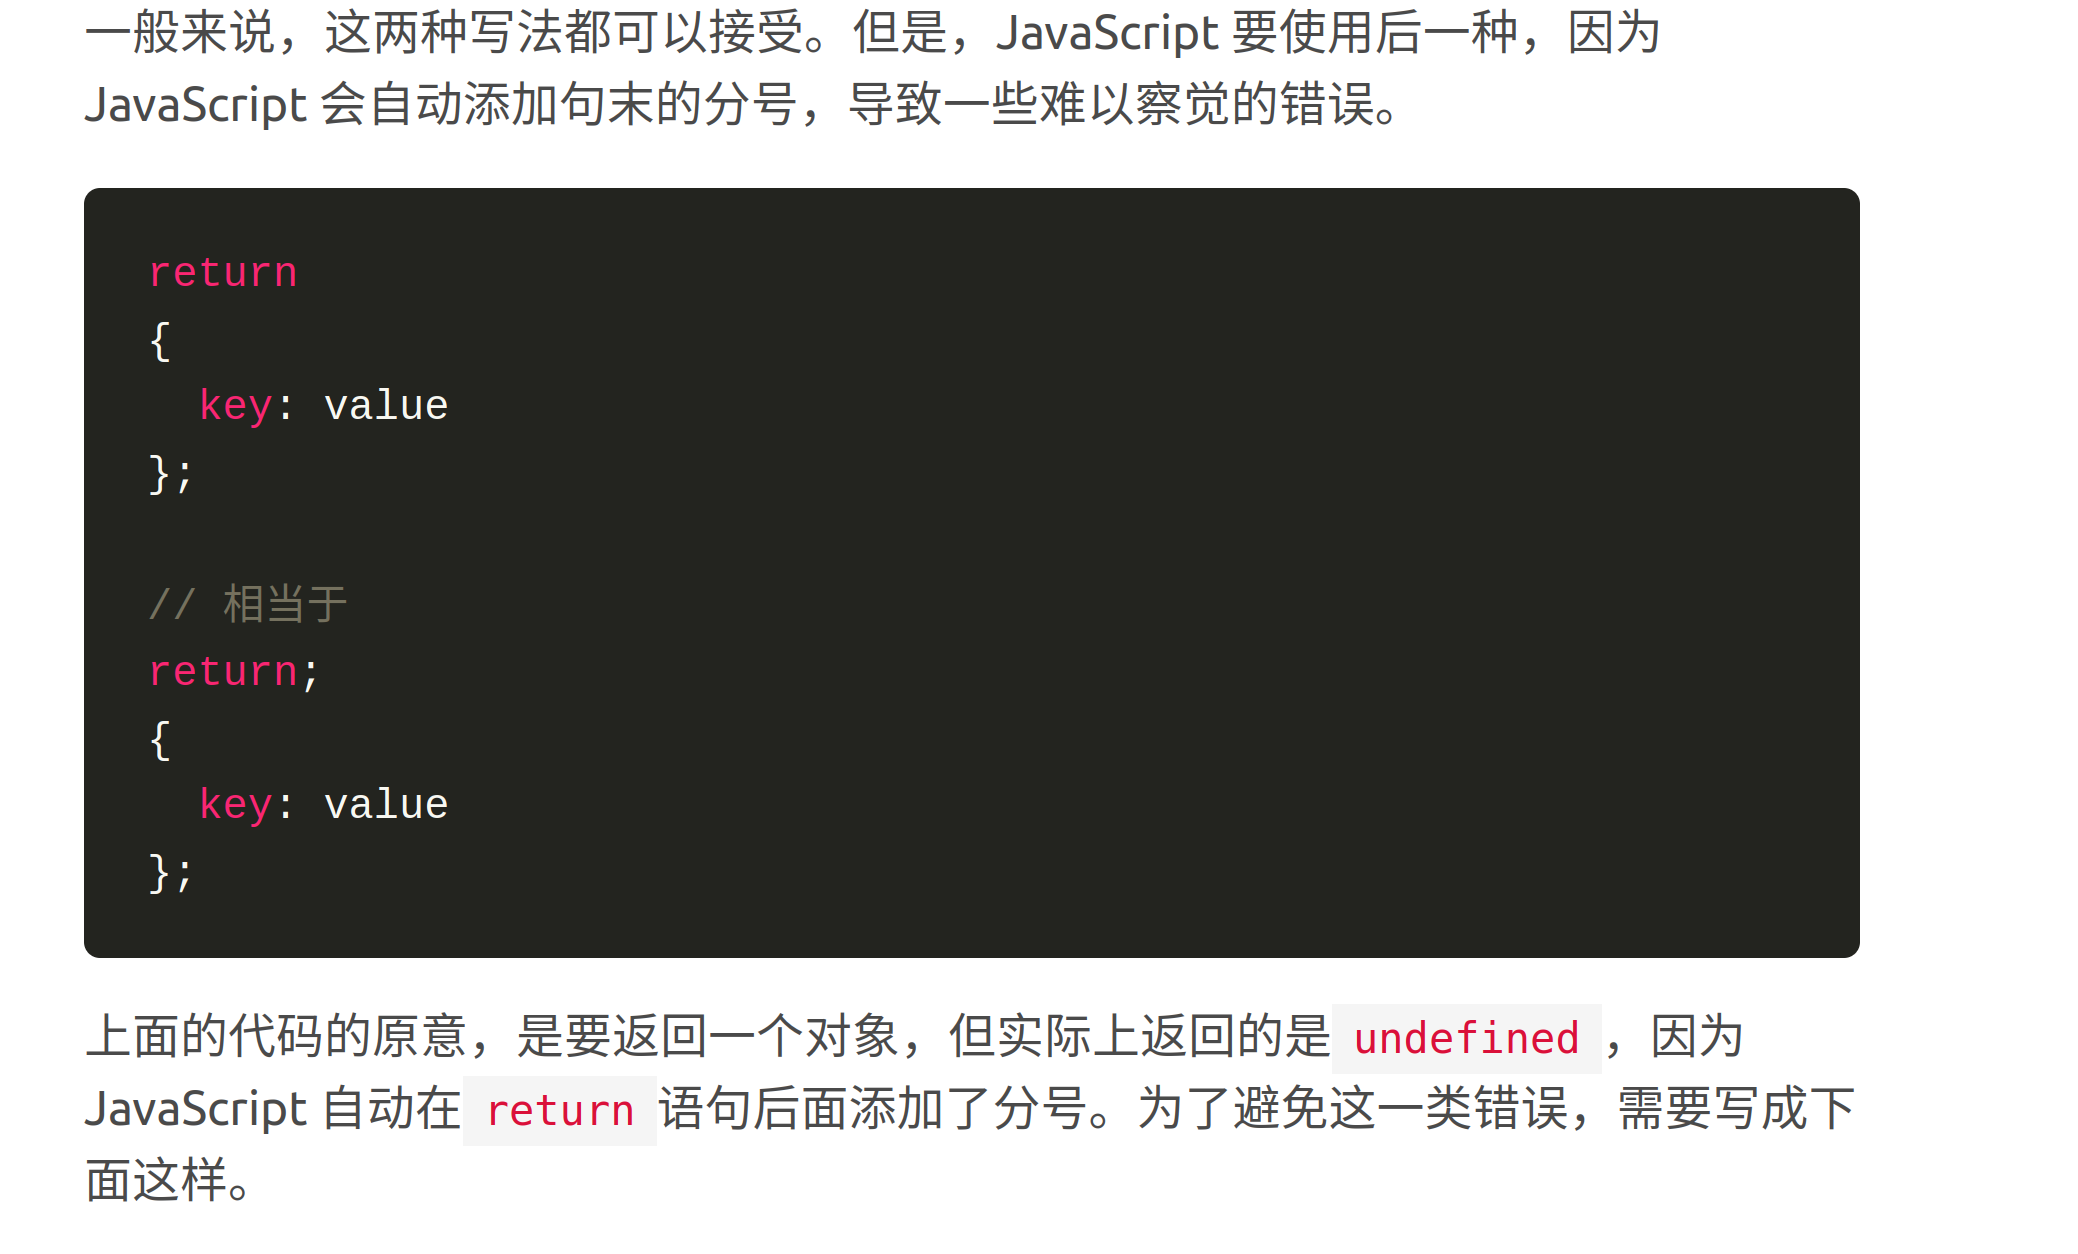 一般来说，这两种写法都可以接受。但是，JavaScript 要使用后一种，因为
JavaScript 会自动添加句末的分号，导致一些难以察觉的错误。
return
{
  key: value
};
// 相当于
return;
{
  key: value
};
上面的代码的原意，是要返回一个对象，但实际上返回的是 undefined ，因为
JavaScript 自动在 return 语句后面添加了分号。为了避免这一类错误，需要写成下
面这样。